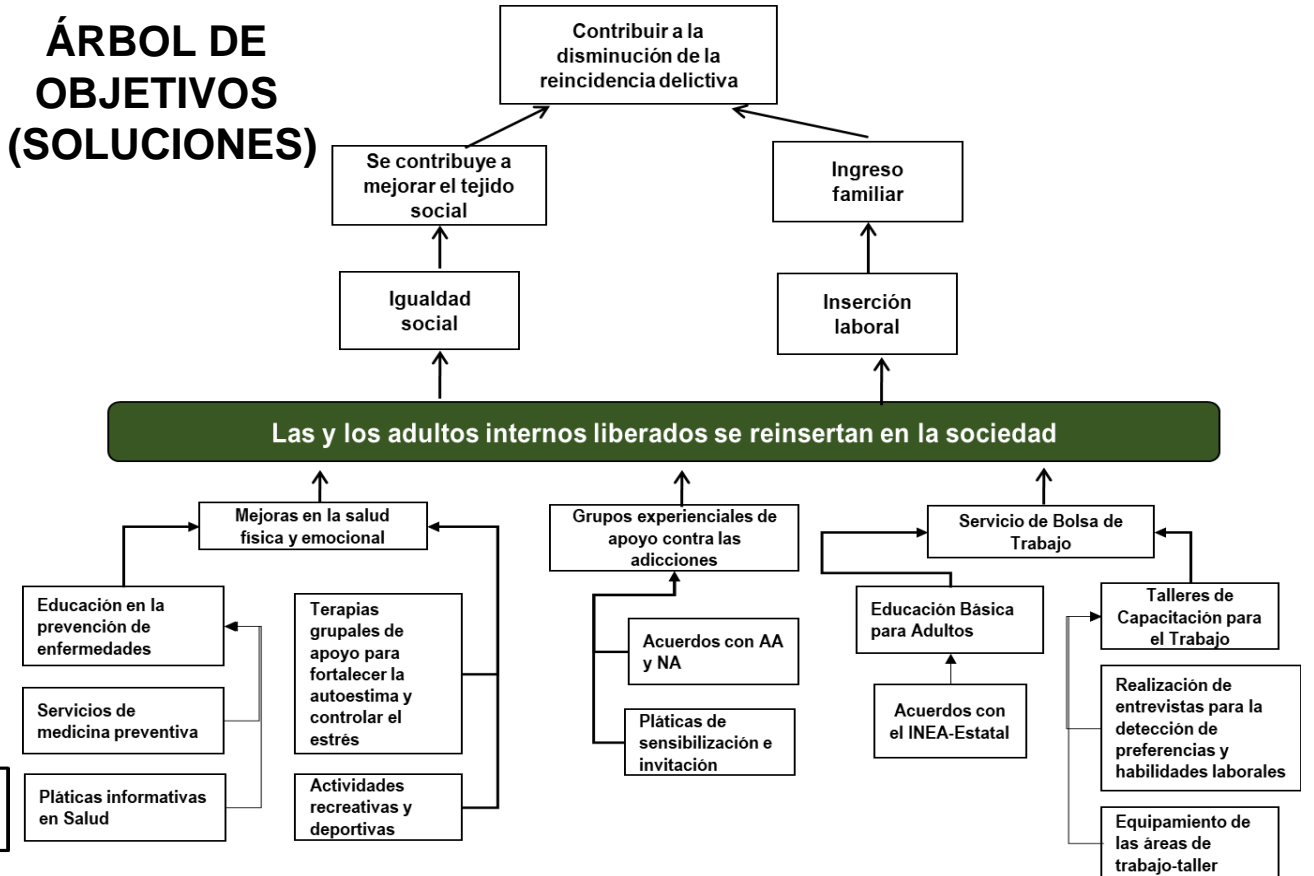 ÁRBOL DE
OBJETIVOS
(SOLUCIONES)
Contribuir a la
disminución de la
reincidencia delictiva
Se contribuye a
mejorar el tejido
social
Ingreso
familiar
Igualdad
social
Inserción
laboral
Las y los adultos internos liberados se reinsertan en la sociedad
Mejoras en la salud
física y emocional
Grupos experienciales de
apoyo contra las
adicciones
Servicio de Bolsa de
Trabajo
Educación en la
prevención de
enfermedades
Servicios de
medicina preventiva
Pláticas informativas
en Salud
Terapias
grupales de
apoyo para
fortalecer la
autoestima y
controlar el
estrés
Actividades
recreativas y
deportivas
Acuerdos con AA
y NA
Pláticas de
sensibilización e
invitación
Educación Básica
para Adultos
Acuerdos con
el INEA-Estatal
Talleres de
Capacitación para
el Trabajo
Realización de
entrevistas para la
detección de
preferencias y
habilidades laborales
Equipamiento de
las áreas de
trabajo-taller